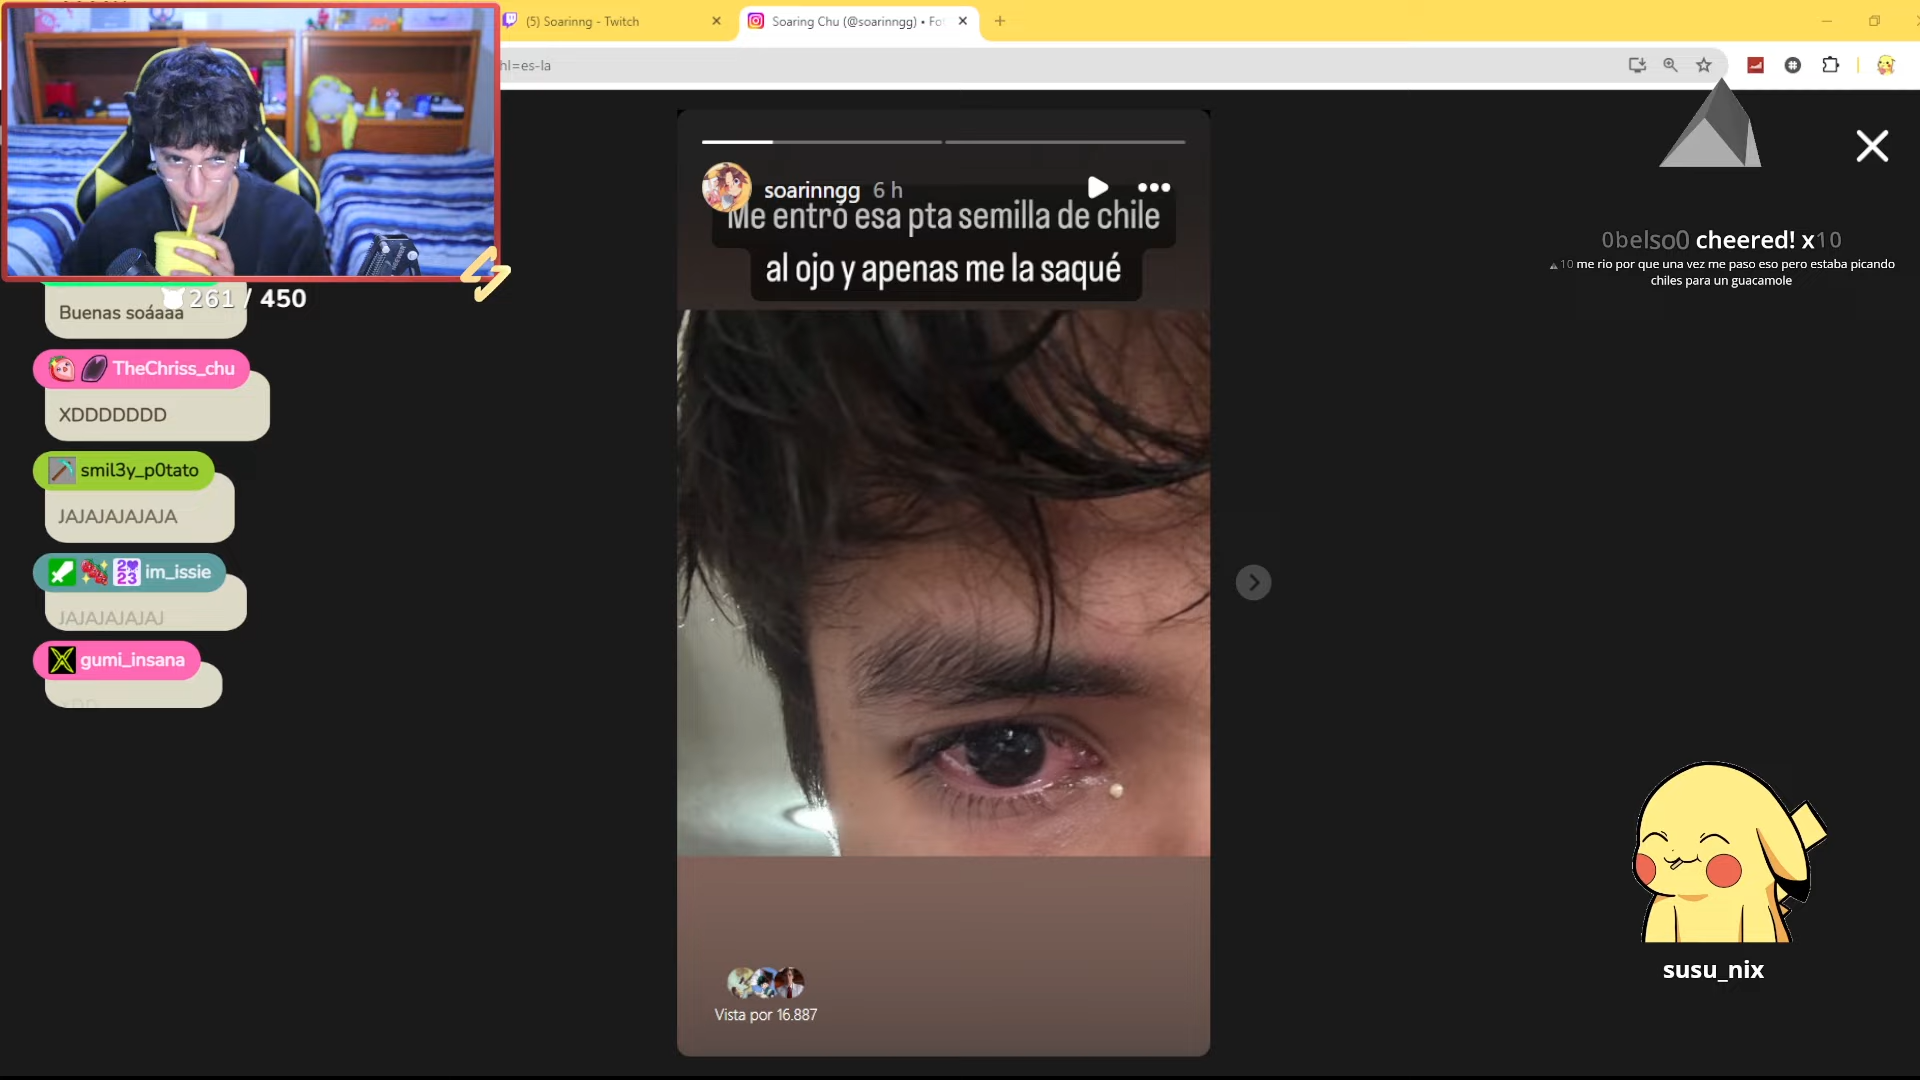 (5) Soarinng - Twitch
Soaring Chu (@soarinngg) • Fot
hl=es-la
soarinngg 6 h
Me entró esa pta semilla de chile
al ojo y apenas me la saqué
Vista por 16.887
261 / 450
Buenas soáaaa
TheChriss_chu
XDDDDDDD
smil3y_p0tato
JAJAJAJAJAJA
im_issie
JAJAJAJAJAJ
gumi_insana
0belso0 cheered! x10
10 me rio por que una vez me paso eso pero estaba picando
chiles para un guacamole
susu_nix